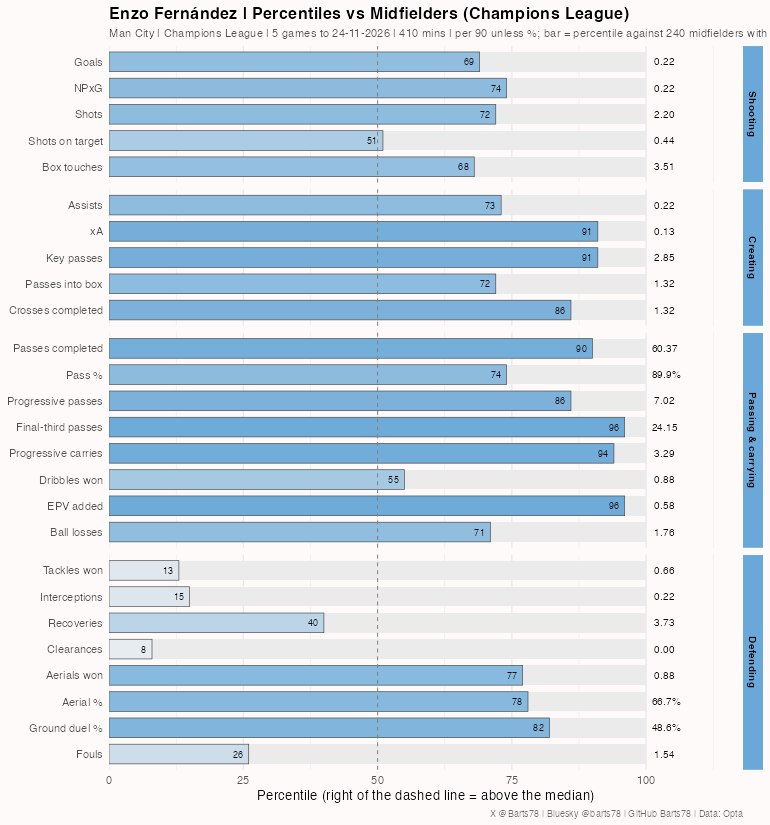 Enzo Fernández | Percentiles vs Midfielders (Champions League)
Man City | Champions League | 5 games to 24-11-2026 | 410 mins | per 90 unless %; bar = percentile against 240 midfielders with
Goals 69 0.22
NPxG 74 0.22
Shots 72 2.20
Shots on target 51 0.44
Box touches 68 3.51
Shooting
Assists 73 0.22
xA 91 0.13
Key passes 91 2.85
Passes into box 72 1.32
Crosses completed 86 1.32
Creating
Passes completed 90 60.37
Pass % 74 89.9%
Progressive passes 86 7.02
Final-third passes 96 24.15
Progressive carries 94 3.29
Dribbles won 55 0.88
EPV added 96 0.58
Ball losses 71 1.76
Passing & carrying
Tackles won 13 0.66
Interceptions 15 0.22
Recoveries 40 3.73
Clearances 8 0.00
Aerials won 77 0.88
Aerial % 78 66.7%
Ground duel % 82 48.6%
Fouls 26 1.54
Defending
0 25 50 75 100
Percentile (right of the dashed line = above the median)
X @Barts78 | Bluesky @barts78 | GitHub Barts78 | Data: Opta